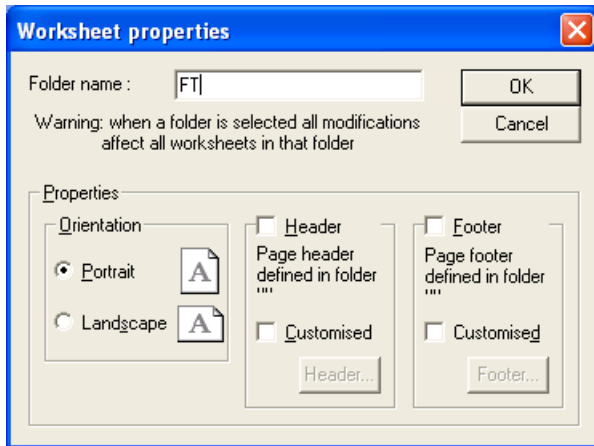 Worksheet properties
Folder name :
FT
OK
Warning: when a folder is selected all modifications
affect all worksheets in that folder
Cancel
Properties
Orientation
Portrait
A
Landscape
A
Header
Page header
defined in folder
""
Customised
Header...
Footer
Page footer
defined in folder
""
Customised
Footer...